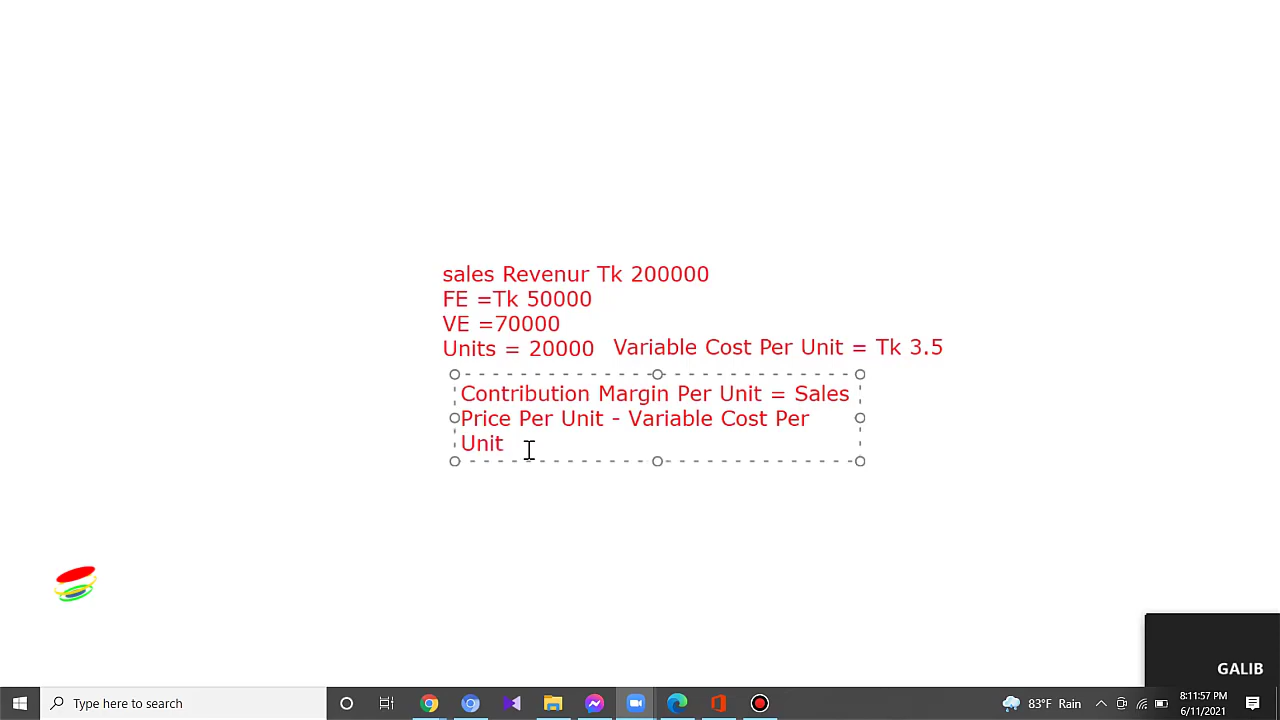 sales Revenur Tk 200000
FE =Tk 50000
VE =70000
Units = 20000 Variable Cost Per Unit = Tk 3.5
Contribution Margin Per Unit = Sales
Price Per Unit - Variable Cost Per
Unit
GALIB
Type here to search
83°F Rain
8:11:57 PM
6/11/2021